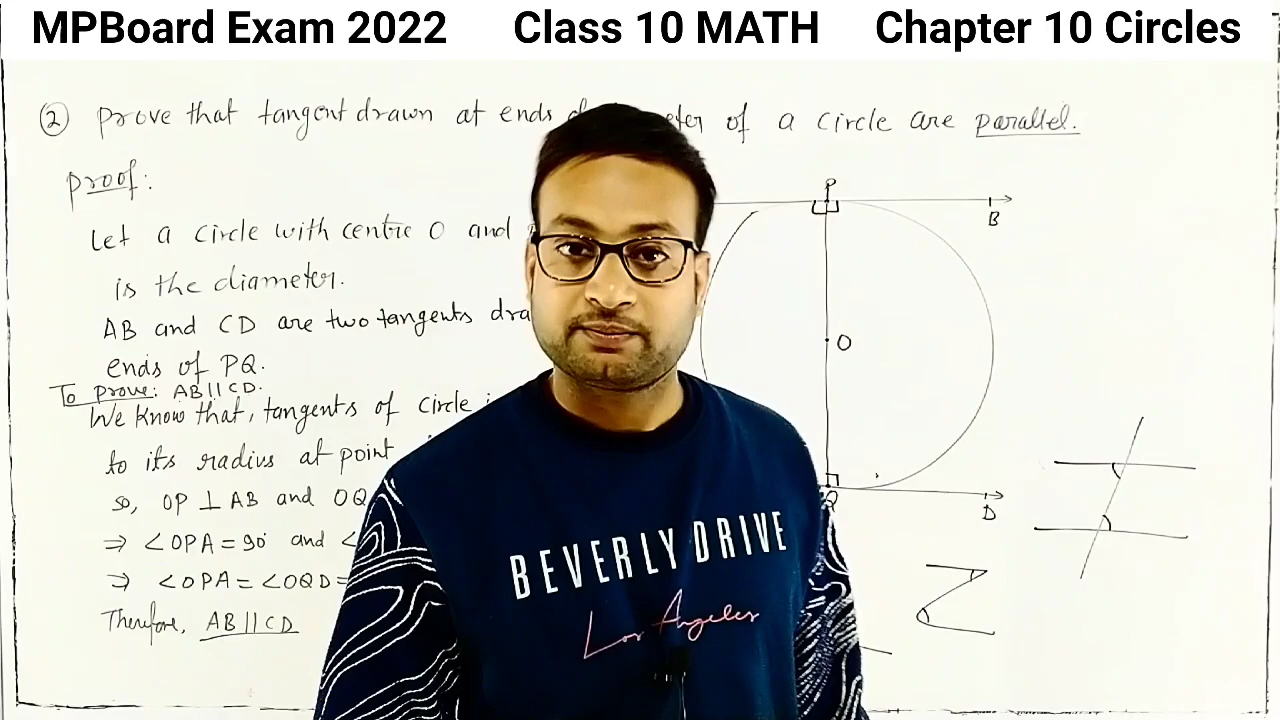 MPBoard Exam 2022 Class 10 MATH Chapter 10 Circles
② Prove that tangent drawn at ends of a circle are parallel.
Proof:
Let a circle with centre O and
is the diameter.
AB and CD are two tangents
ends of PQ.
To prove: AB||CD.
We know that, tangents of circle
to its radius at point
so, OP ⊥ AB and OQ
⇒ ∠OPA = 90° and ∠
⇒ ∠OPA = ∠OQD =
Therefore, AB||CD
P
B
O
Q
D
BEVERLY DRIVE
Los Angeles